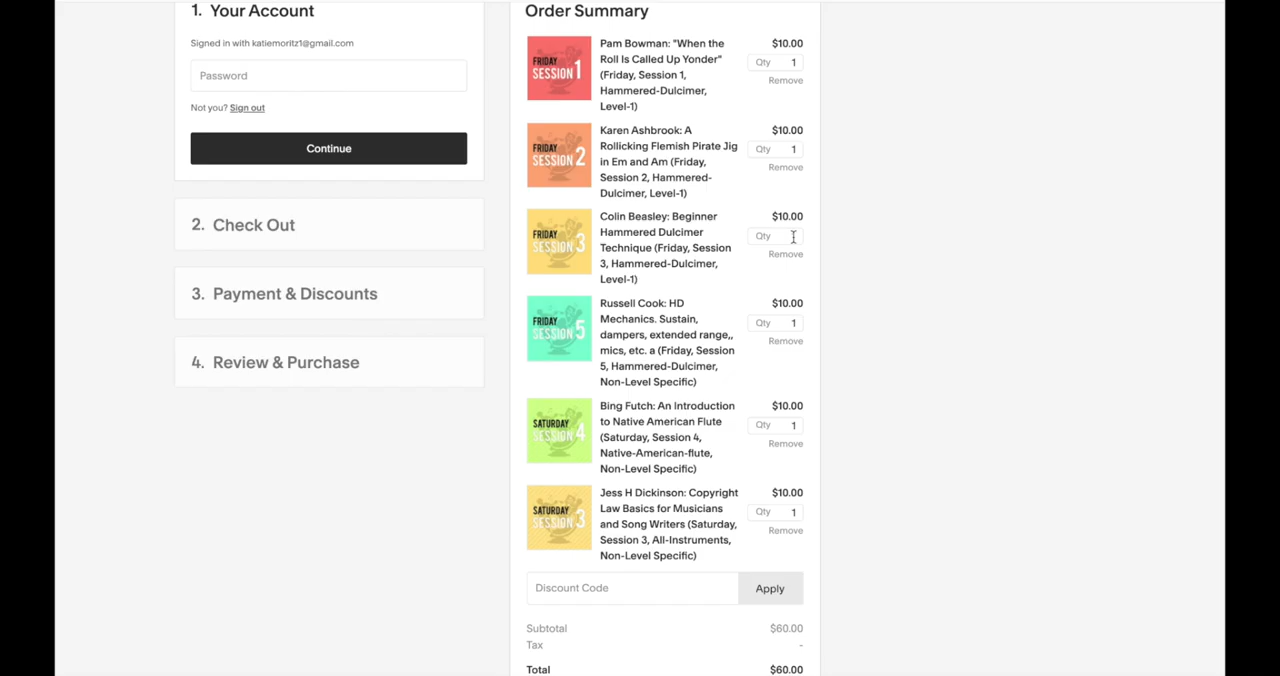 1. Your Account
Signed in with katiemoritz1@gmail.com
Password
Not you? Sign out
Continue
2. Check Out
3. Payment & Discounts
4. Review & Purchase
Order Summary
FRIDAY
SESSION 1
Pam Bowman: "When the
Roll Is Called Up Yonder"
(Friday, Session 1,
Hammered-Dulcimer,
Level-1)
$10.00
Qty 1
Remove
FRIDAY
SESSION 2
Karen Ashbrook: A
Rollicking Flemish Pirate Jig
in Em and Am (Friday,
Session 2, Hammered-
Dulcimer, Level-1)
$10.00
Qty 1
Remove
FRIDAY
SESSION 3
Colin Beasley: Beginner
Hammered Dulcimer
Technique (Friday, Session
3, Hammered-Dulcimer,
Level-1)
$10.00
Qty
Remove
FRIDAY
SESSION 5
Russell Cook: HD
Mechanics. Sustain,
dampers, extended range,,
mics, etc. a (Friday, Session
5, Hammered-Dulcimer,
Non-Level Specific)
$10.00
Qty 1
Remove
SATURDAY
SESSION 4
Bing Futch: An Introduction
to Native American Flute
(Saturday, Session 4,
Native-American-flute,
Non-Level Specific)
$10.00
Qty 1
Remove
SATURDAY
SESSION 3
Jess H Dickinson: Copyright
Law Basics for Musicians
and Song Writers (Saturday,
Session 3, All-Instruments,
Non-Level Specific)
$10.00
Qty 1
Remove
Discount Code
Apply
Subtotal $60.00
Tax -
Total $60.00